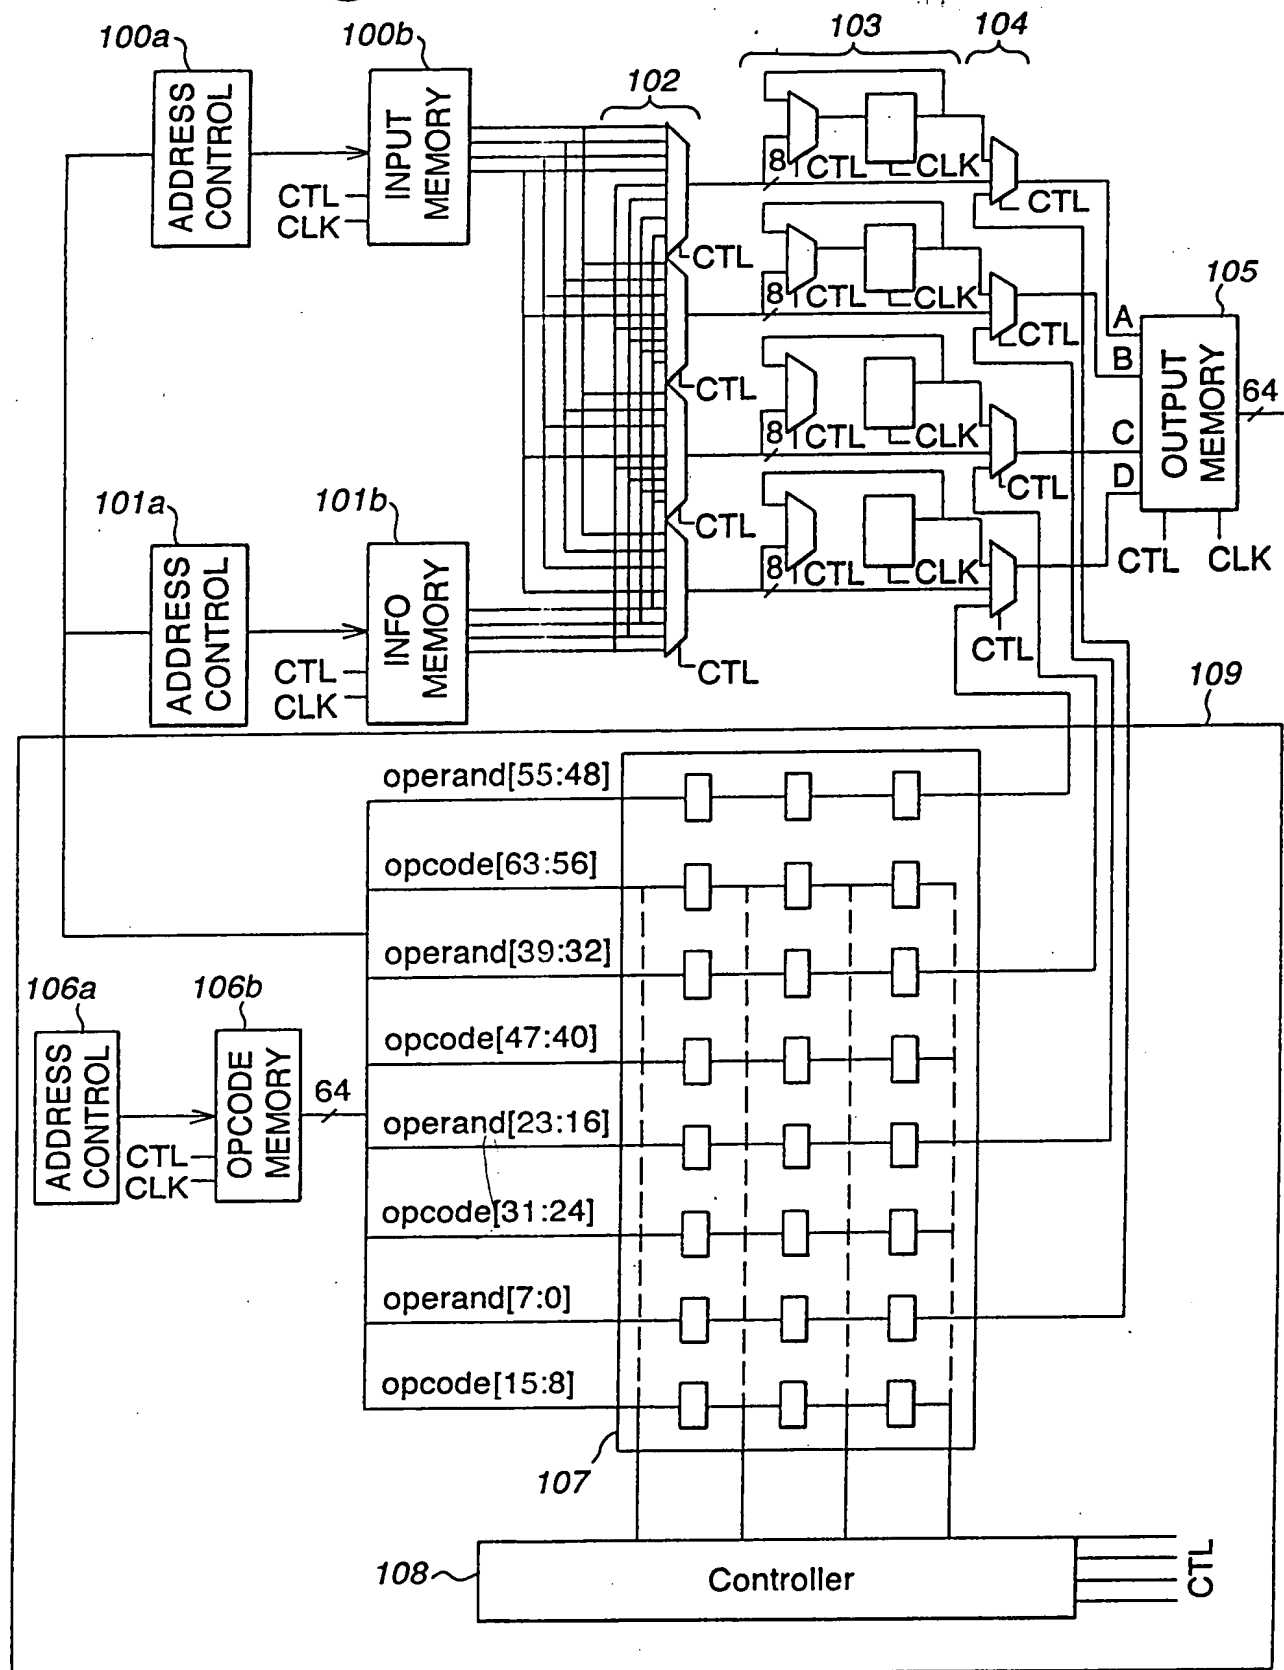 100a
100b
103
104
102
ADDRESS
CONTROL
INPUT
MEMORY
CTL
CLK
8
CTL
CLK
CTL
CTL
8
CTL
CLK
CTL
105
A
B
C
D
OUTPUT
MEMORY
64
CTL
CLK
CTL
8
CTL
CLK
CTL
101a
101b
CTL
8
CTL
CLK
CTL
ADDRESS
CONTROL
INFO
MEMORY
CTL
CLK
CTL
109
operand[55:48]
opcode[63:56]
operand[39:32]
106a
106b
opcode[47:40]
ADDRESS
CONTROL
OPCODE
MEMORY
64
CTL
CLK
operand[23:16]
opcode[31:24]
operand[7:0]
opcode[15:8]
107
108
Controller
CTL